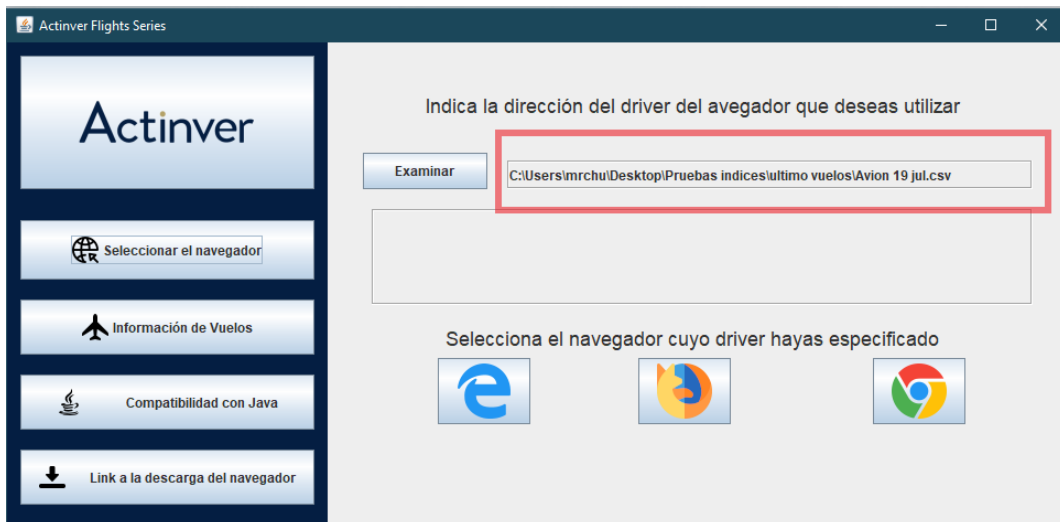 Actinver Flights Series
Actinver
Seleccionar el navegador
Información de Vuelos
Compatibilidad con Java
Link a la descarga del navegador
Indica la dirección del driver del avegador que deseas utilizar
Examinar
C:\Users\mrchu\Desktop\Pruebas indices\ultimo vuelos\Avion 19 jul.csv
Selecciona el navegador cuyo driver hayas especificado